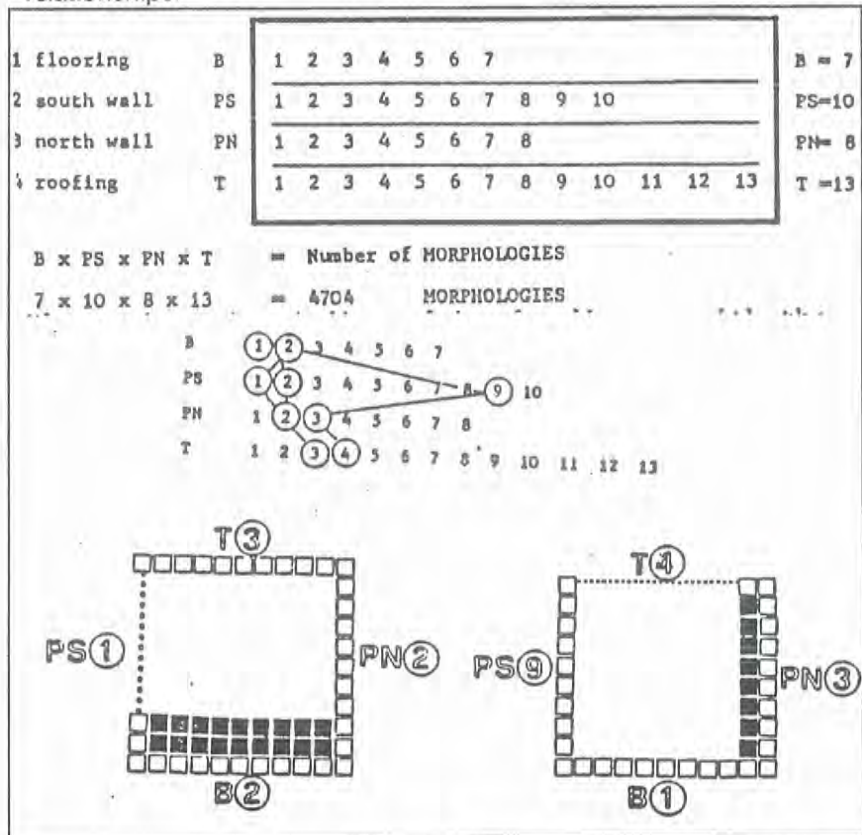 1 flooring B 1 2 3 4 5 6 7 B = 7
2 south wall PS 1 2 3 4 5 6 7 8 9 10 PS=10
3 north wall PN 1 2 3 4 5 6 7 8 PN= 8
4 roofing T 1 2 3 4 5 6 7 8 9 10 11 12 13 T =13
B x PS x PN x T = Number of MORPHOLOGIES
7 x 10 x 8 x 13 = 4704 MORPHOLOGIES
B 1 2 3 4 5 6 7
PS 1 2 3 4 5 6 7 8 9 10
PN 1 2 3 4 5 6 7 8
T 1 2 3 4 5 6 7 8 9 10 11 12 13
T3
PS1
PN2
B2
T4
PS9
PN3
B1